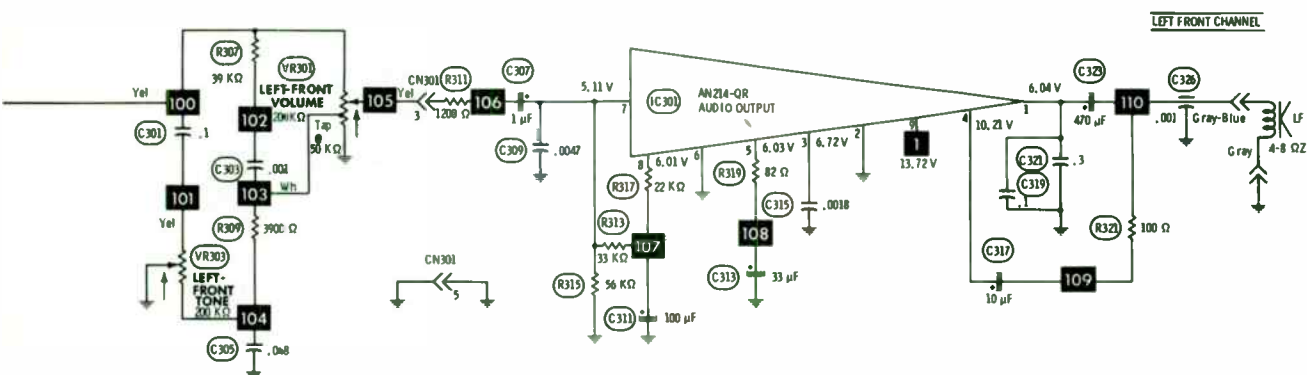 LEFT FRONT CHANNEL
R307
39 KΩ
VR301
LEFT-FRONT
VOLUME
200KΩ
Tap
@
50 KΩ
Yel
100
C301
.1
102
C303
.001
103
Wh
101
Yel
R309
3900 Ω
VR303
LEFT-
FRONT
TONE
200 KΩ
104
C305
105
Yel
CN301
3
R311
1200 Ω
106
C307
1 µF
C309
.0047
CN301
5
5.11 V
7
IC301
AN214-QR
AUDIO OUTPUT
8
6.01 V
6
5
6.03 V
3
6.72 V
2
9
1
13.72 V
4
10.21 V
1
6.04 V
R317
22 KΩ
R313
33 KΩ
107
R315
56 KΩ
C311
100 µF
R319
82 Ω
108
C313
33 µF
C315
.0018
C323
470 µF
110
C321
.3
C319
.1
R321
100 Ω
C317
10 µF
109
C326
.001
Gray-Blue
Gray
LF
4-8 ΩZ